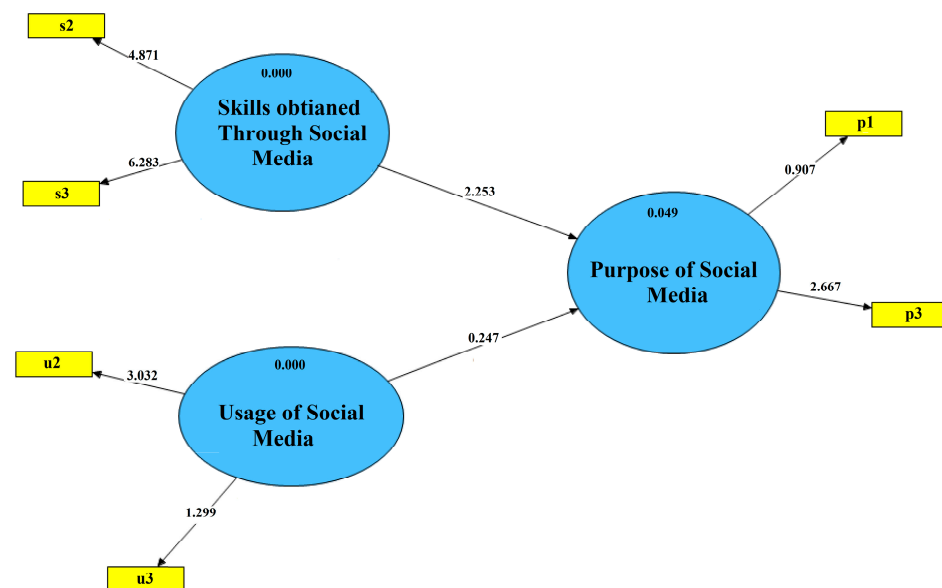 s2
4.871
0.000
Skills obtianed
Through Social
Media
6.283
s3
2.253
p1
0.907
0.049
Purpose of Social
Media
2.667
p3
0.247
u2
3.032
0.000
Usage of Social
Media
1.299
u3